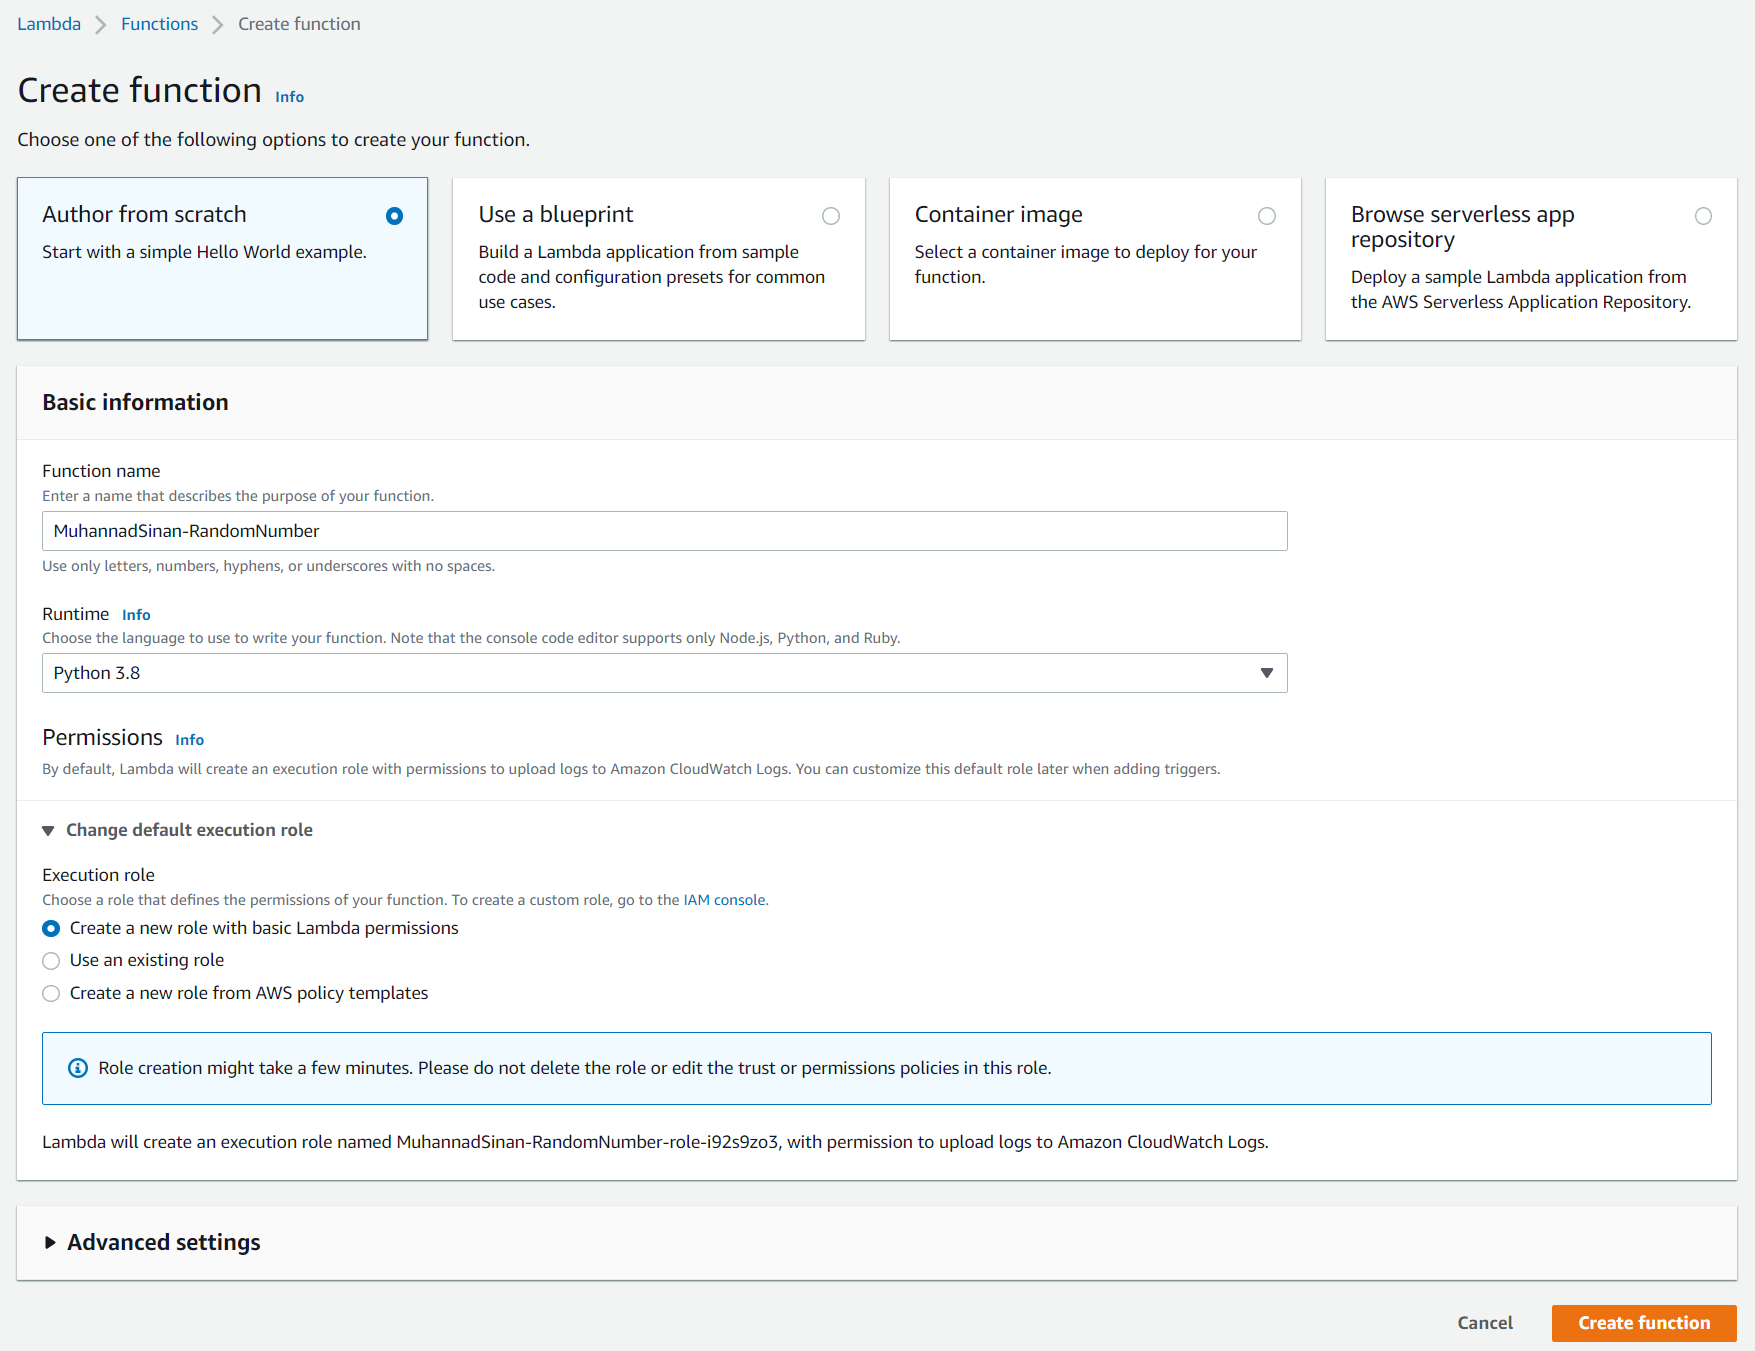 Lambda > Functions > Create function
Create function Info
Choose one of the following options to create your function.
Author from scratch
Start with a simple Hello World example.
Use a blueprint
Build a Lambda application from sample
code and configuration presets for common
use cases.
Container image
Select a container image to deploy for your
function.
Browse serverless app
repository
Deploy a sample Lambda application from
the AWS Serverless Application Repository.
Basic information
Function name
Enter a name that describes the purpose of your function.
MuhannadSinan-RandomNumber
Use only letters, numbers, hyphens, or underscores with no spaces.
Runtime Info
Choose the language to use to write your function. Note that the console code editor supports only Node.js, Python, and Ruby.
Python 3.8
Permissions Info
By default, Lambda will create an execution role with permissions to upload logs to Amazon CloudWatch Logs. You can customize this default role later when adding triggers.
Change default execution role
Execution role
Choose a role that defines the permissions of your function. To create a custom role, go to the IAM console.
Create a new role with basic Lambda permissions
Use an existing role
Create a new role from AWS policy templates
Role creation might take a few minutes. Please do not delete the role or edit the trust or permissions policies in this role.
Lambda will create an execution role named MuhannadSinan-RandomNumber-role-i92s9zo3, with permission to upload logs to Amazon CloudWatch Logs.
Advanced settings
Cancel Create function